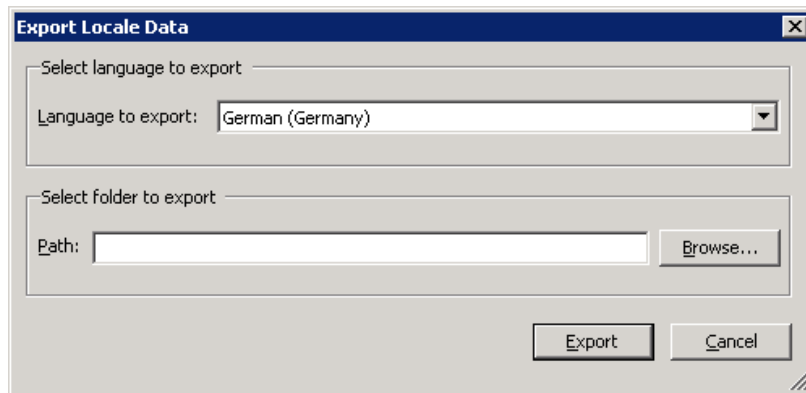 Export Locale Data
Select language to export
Language to export: German (Germany)
Select folder to export
Path: Browse...
Export Cancel